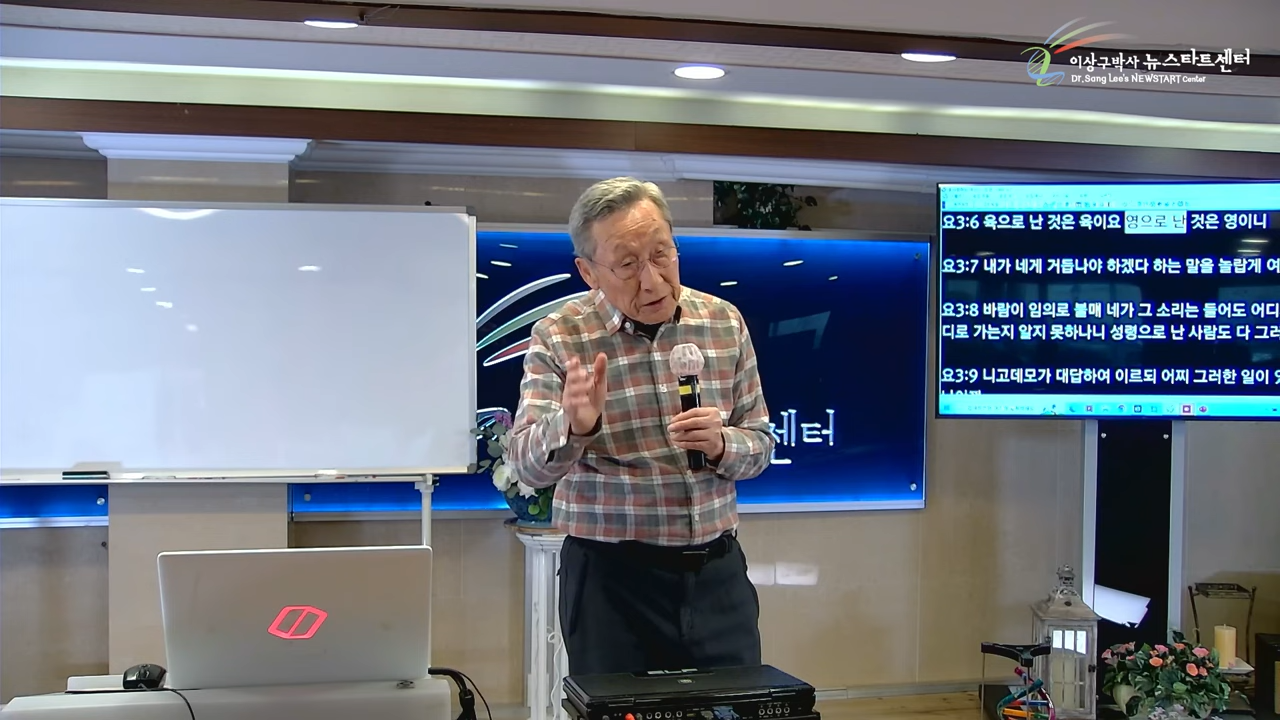 이상구박사 뉴스타트센터
Dr. Sang Lee's NEWSTART Center
요3:6 육으로 난 것은 육이요 영으로 난 것은 영이니
요3:7 내가 네게 거듭나야 하겠다 하는 말을 놀랍게 여
요3:8 바람이 임의로 불매 네가 그 소리는 들어도 어디
디로 가는지 알지 못하나니 성령으로 난 사람도 다 그러
요3:9 니고데모가 대답하여 이르되 어찌 그러한 일이
센터